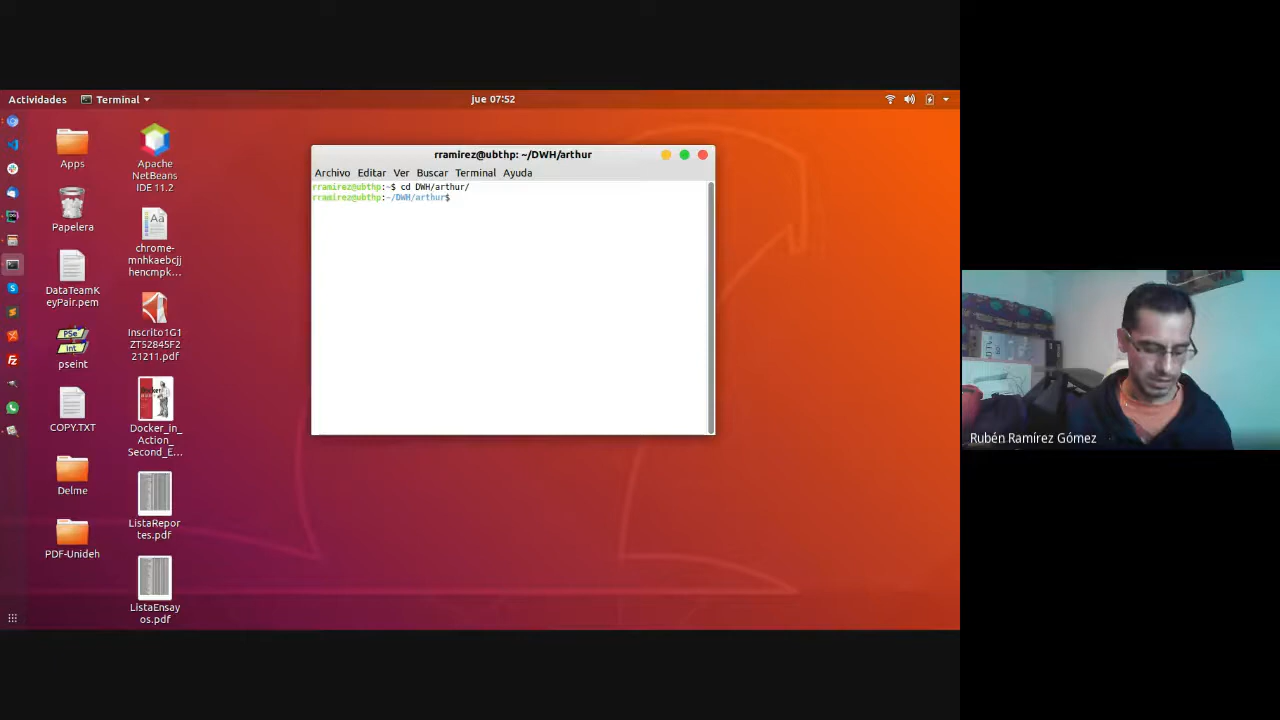 Actividades
Terminal
jue 07:52
Apps
Papelera
DataTeamK
eyPair.pem
pseint
COPY.TXT
Delme
PDF-Unideh
Apache
NetBeans
IDE 11.2
chrome-
mnhkaebcjj
hencmpk...
Inscrito1G1
ZT52845F2
21211.pdf
Docker_in_
Action_
Second_E...
ListaRepor
tes.pdf
ListaEnsay
os.pdf
rramirez@ubthp: ~/DWH/arthur
Archivo Editar Ver Buscar Terminal Ayuda
rramirez@ubthp:~$ cd DWH/arthur/
rramirez@ubthp:~/DWH/arthur$
Rubén Ramírez Gómez